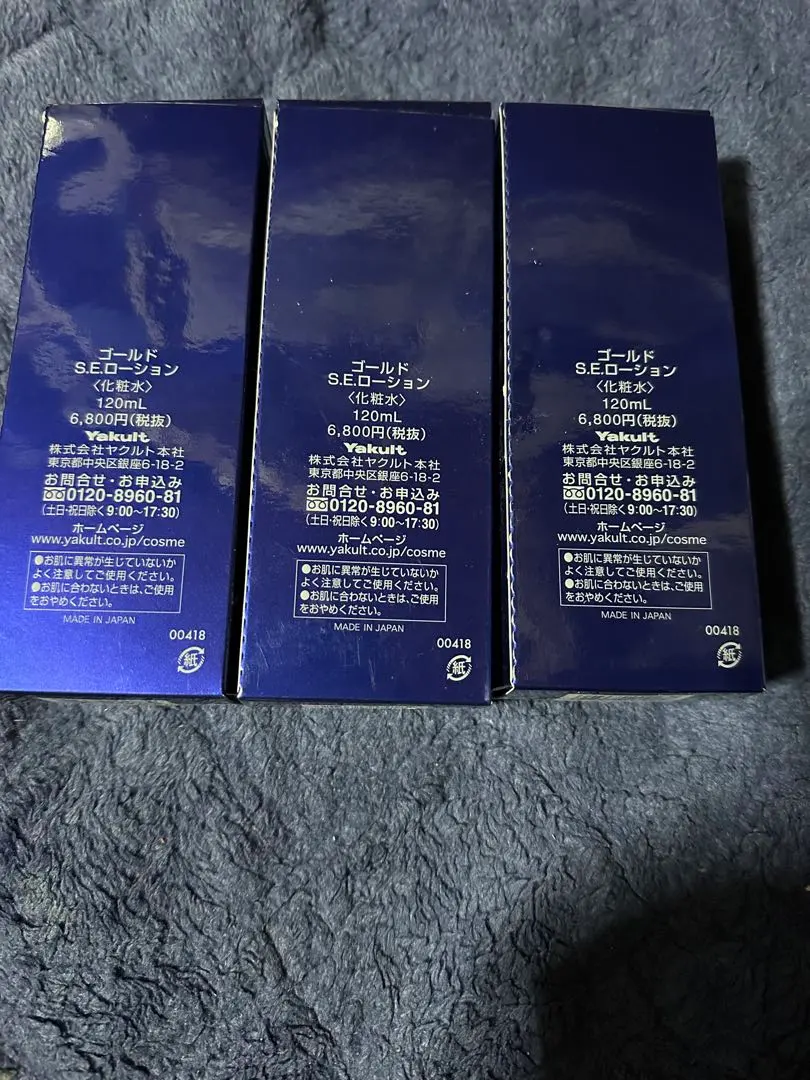 ゴールド
S.E.ローション
〈化粧水〉
120mL
6,800円(税抜)
Yakult
株式会社ヤクルト本社
東京都中央区銀座6-18-2
お問合せ・お申込み
0120-8960-81
(土日・祝日除く9:00〜17:30)
ホームページ
www.yakult.co.jp/cosme
●お肌に異常が生じていないか
よく注意してご使用ください。
●お肌に合わないときは、ご使用
をおやめください。
MADE IN JAPAN
00418
紙
ゴールド
S.E.ローション
〈化粧水〉
120mL
6,800円(税抜)
Yakult
株式会社ヤクルト本社
東京都中央区銀座6-18-2
お問合せ・お申込み
0120-8960-81
(土日・祝日除く9:00〜17:30)
ホームページ
www.yakult.co.jp/cosme
●お肌に異常が生じていないか
よく注意してご使用ください。
●お肌に合わないときは、ご使用
をおやめください。
MADE IN JAPAN
00418
紙
ゴールド
S.E.ローション
〈化粧水〉
120mL
6,800円(税抜)
Yakult
株式会社ヤクルト本社
東京都中央区銀座6-18-2
お問合せ・お申込み
0120-8960-81
(土日・祝日除く9:00〜17:30)
ホームページ
www.yakult.co.jp/cosme
●お肌に異常が生じていないか
よく注意してご使用ください。
●お肌に合わないときは、ご使用
をおやめください。
MADE IN JAPAN
00418
紙